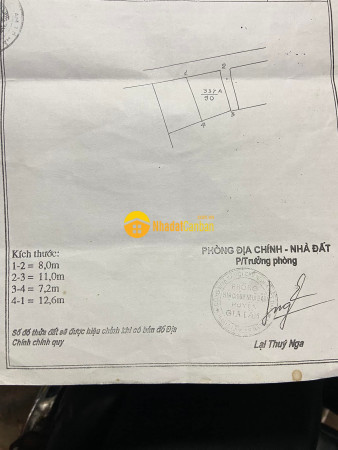 1
2
337A
90
4
3
Kích thước:
1-2 = 8,0m
2-3 = 11,0m
3-4 = 7,2m
4-1 = 12,6m
PHÒNG ĐỊA CHÍNH - NHÀ ĐẤT
P/Trưởng phòng
PHÒNG
Số đồ thửa đất sẽ được hiệu chỉnh khi có bản đồ Địa
Chính chính quy
Lại Thuý Nga